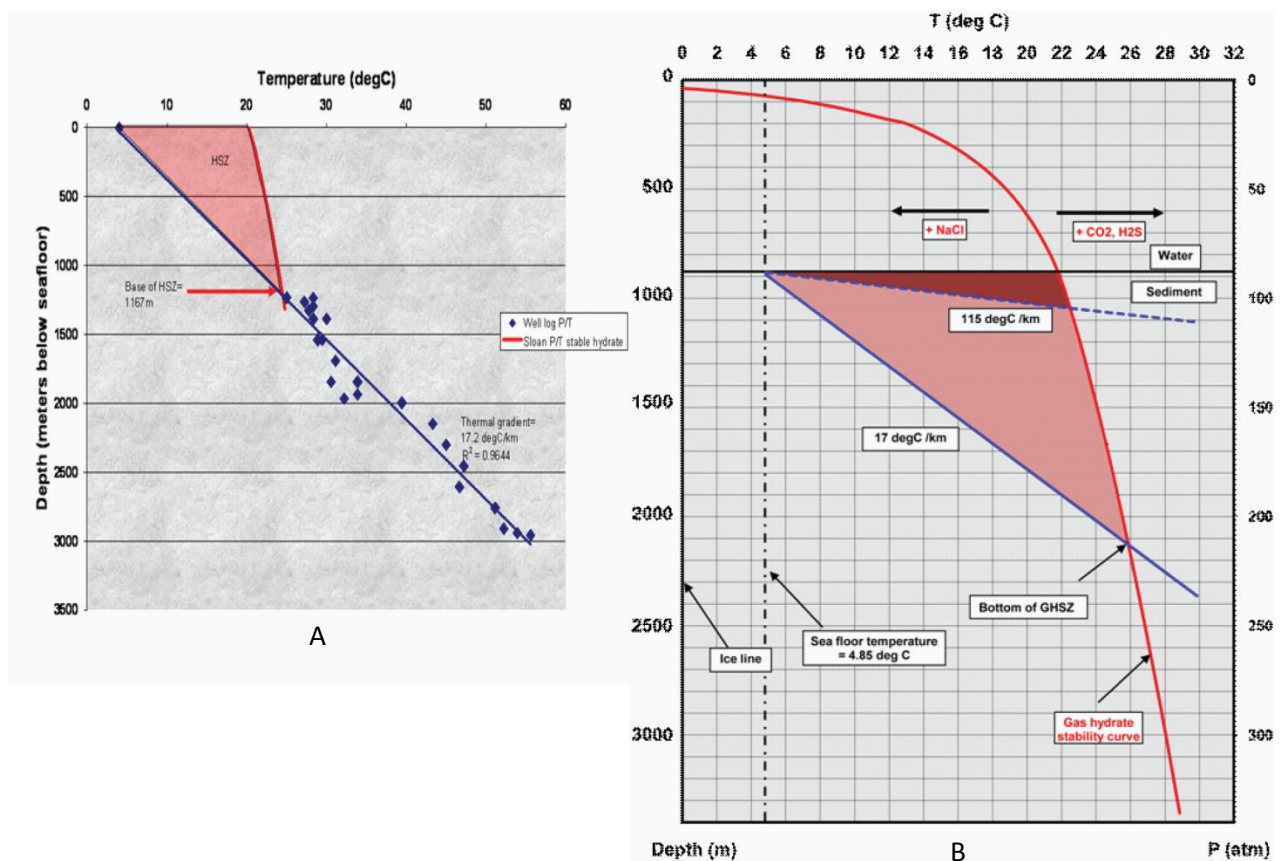 Temperature (degC)
0 10 20 30 40 50 60
0
500
1000
1500
2000
2500
3000
3500
Depth (meters below seafloor)
HSZ
Base of HSZ=
1167m
Well log P/T
Sloan P/T stable hydrate
Thermal gradient=
17.2 degC/km
R² = 0.9644
A
T (deg C)
0 2 4 6 8 10 12 14 16 18 20 22 24 26 28 30 32
0
500
1000
1500
2000
2500
3000
0
50
100
150
200
250
300
+ NaCl
+ CO2, H2S
Water
Sediment
115 degC /km
17 degC /km
Bottom of GHSZ
Ice line
Sea floor temperature
= 4.85 deg C
Gas hydrate
stability curve
Depth (m)
B
P (atm)